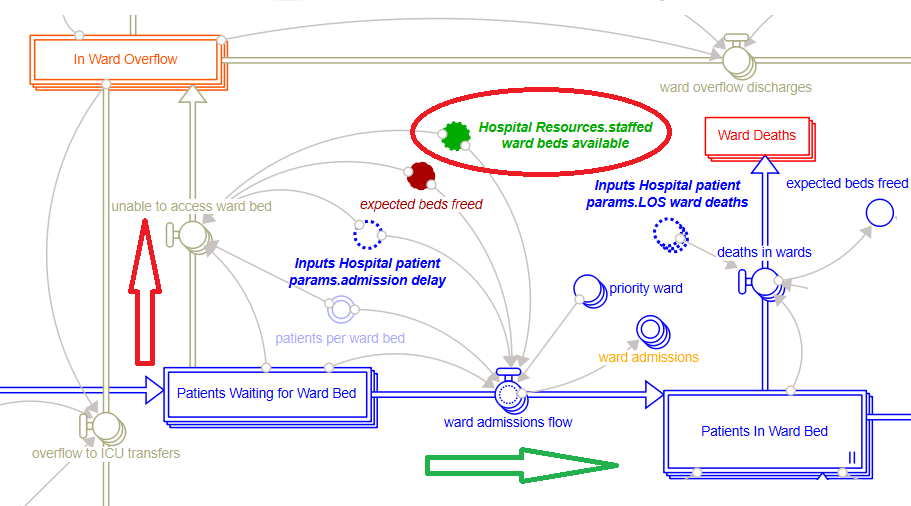 In Ward Overflow
ward overflow discharges
Hospital Resources.staffed
ward beds available
Ward Deaths
expected beds freed
Inputs Hospital patient
params.LOS ward deaths
expected beds freed
unable to access ward bed
deaths in wards
Inputs Hospital patient
params.admission delay
priority ward
patients per ward bed
ward admissions
Patients Waiting for Ward Bed
ward admissions flow
Patients In Ward Bed
overflow to ICU transfers